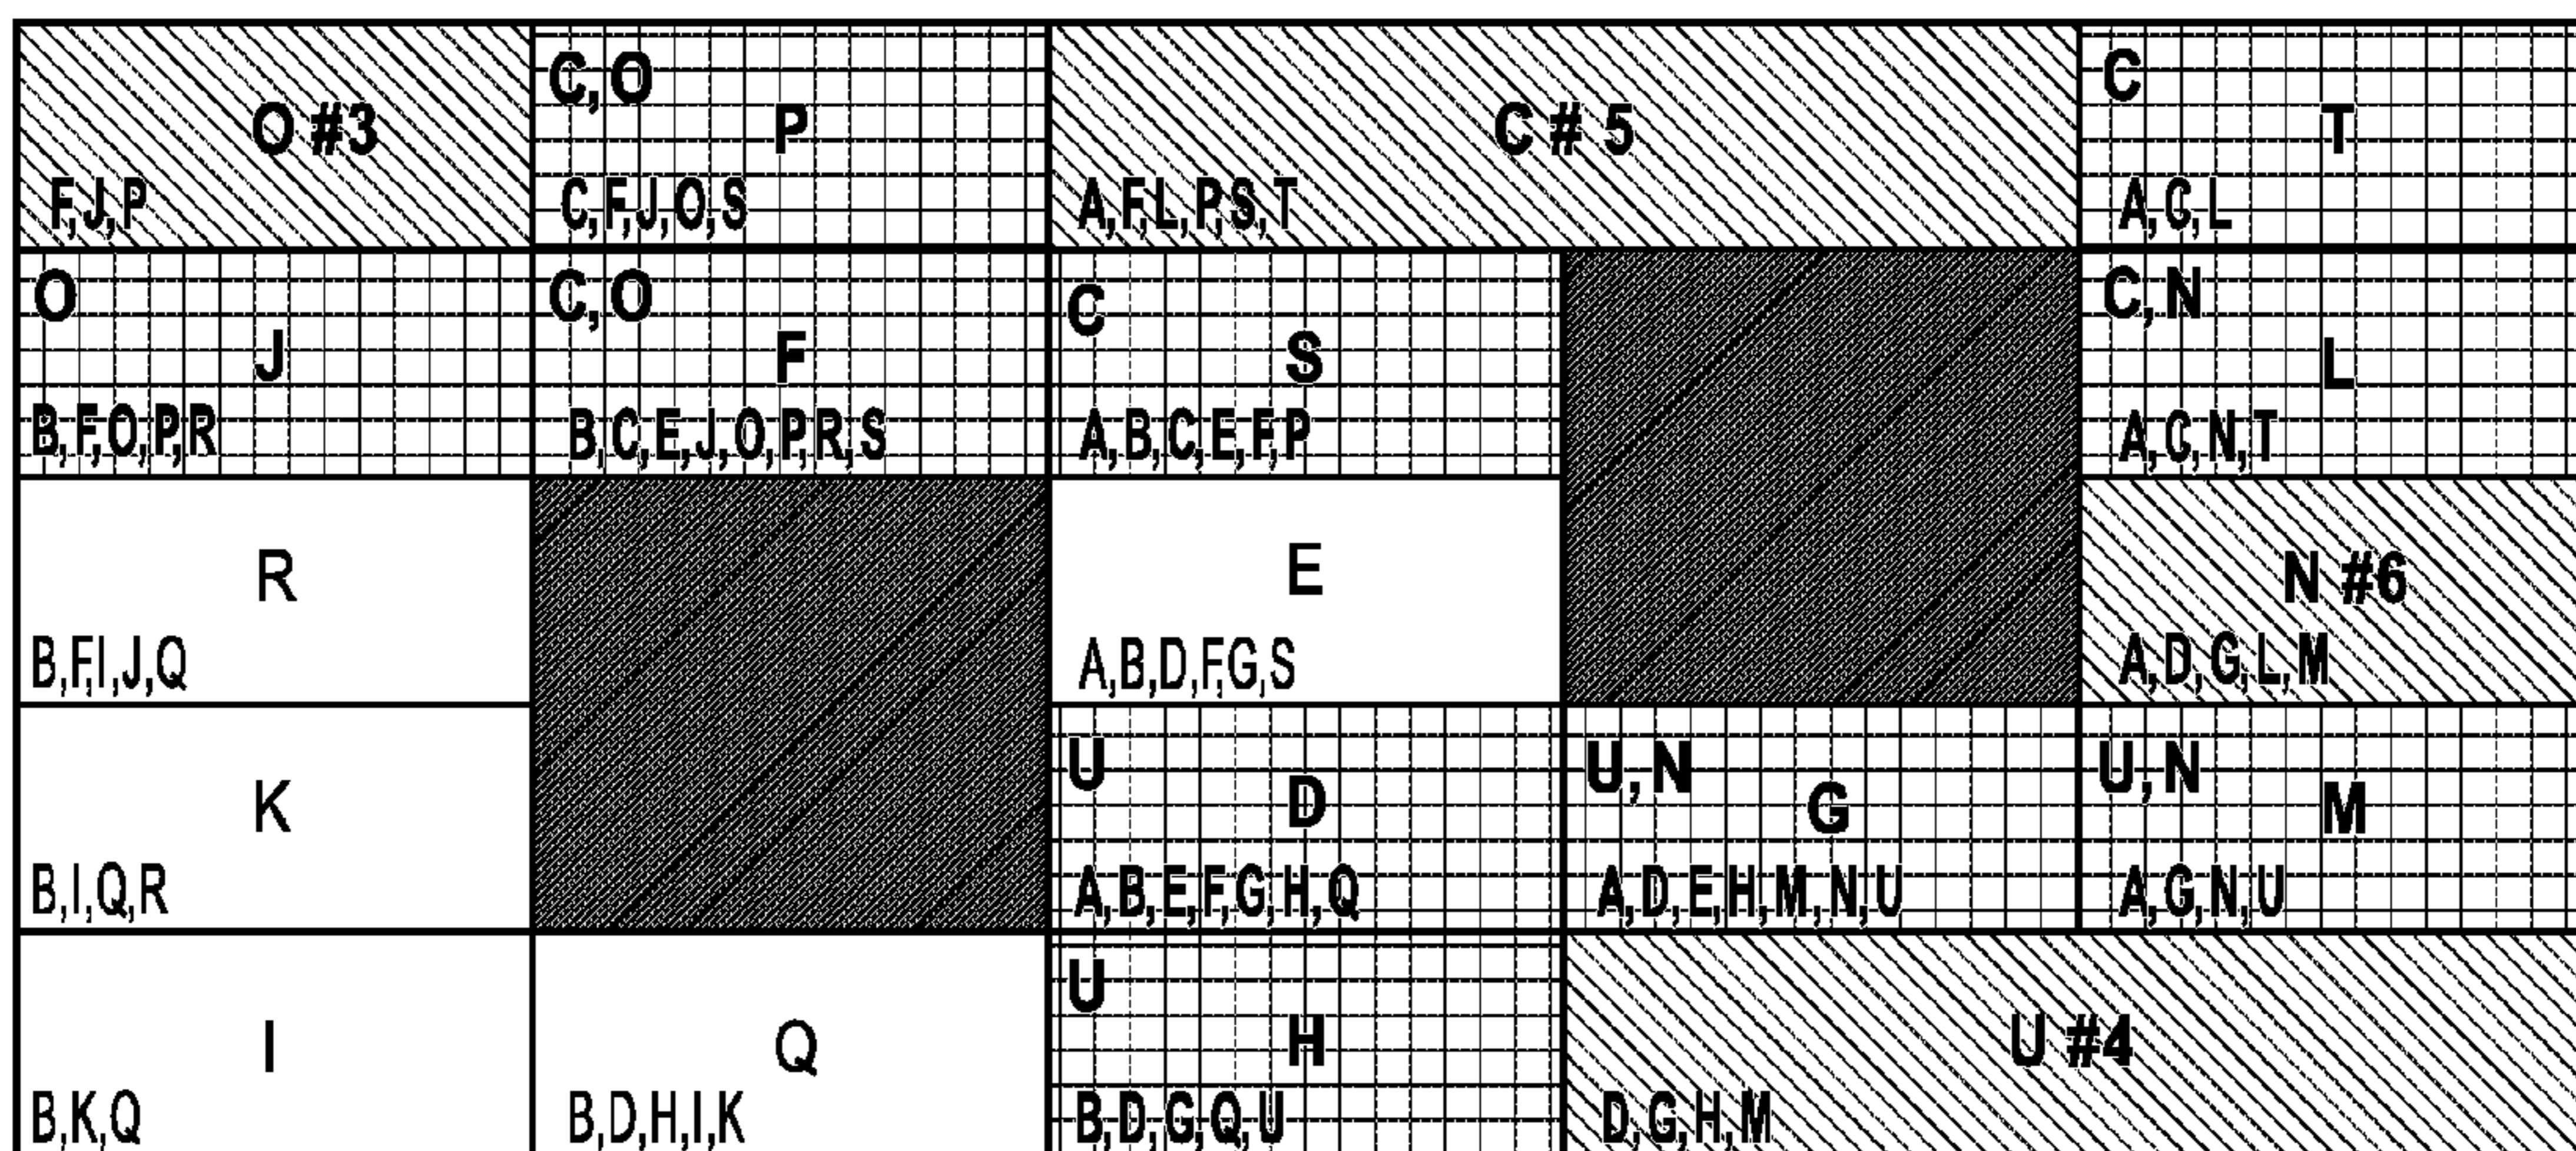 O #3
F,J,P
C,O
P
C,F,J,O,S
C # 5
A,F,L,P,S,T
C
T
A,C,L
O
J
B,F,O,P,R
C,O
F
B,C,E,J,O,P,R,S
C
S
A,B,C,E,F,P
C,N
L
A,C,N,T
R
B,F,I,J,Q
E
A,B,D,F,G,S
N #6
A,D,G,L,M
K
B,I,Q,R
U
D
A,B,E,F,G,H,Q
U,N
G
A,D,E,H,M,N,U
U,N
M
A,G,N,U
I
B,K,Q
Q
B,D,H,I,K
U
H
B,D,G,Q,U
U #4
D,G,H,M